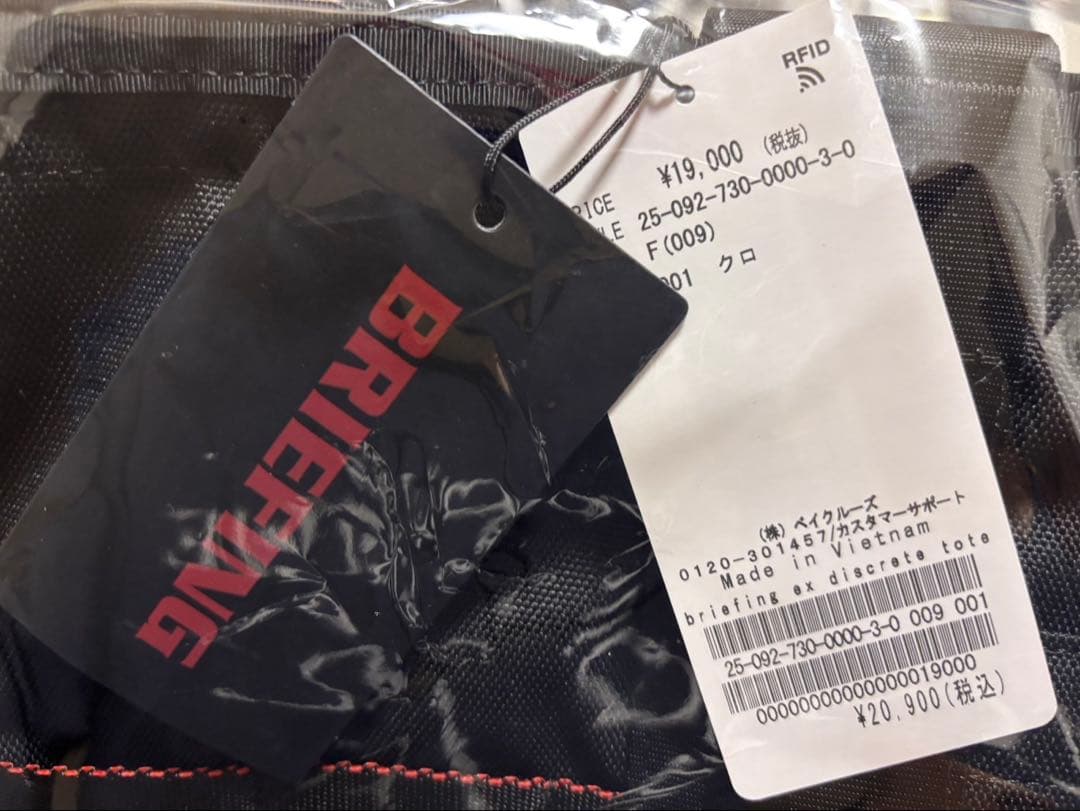 BRIEFING
RFID
¥19,000 (税抜)
RICE
LE 25-092-730-0000-3-0
F(009)
001 クロ
(株) ベイクルーズ
0120-301457/カスタマーサポート
Made in Vietnam
briefing ex discrete tote
25-092-730-0000-3-0 009 001
0000000000000019000
¥20,900(税込)